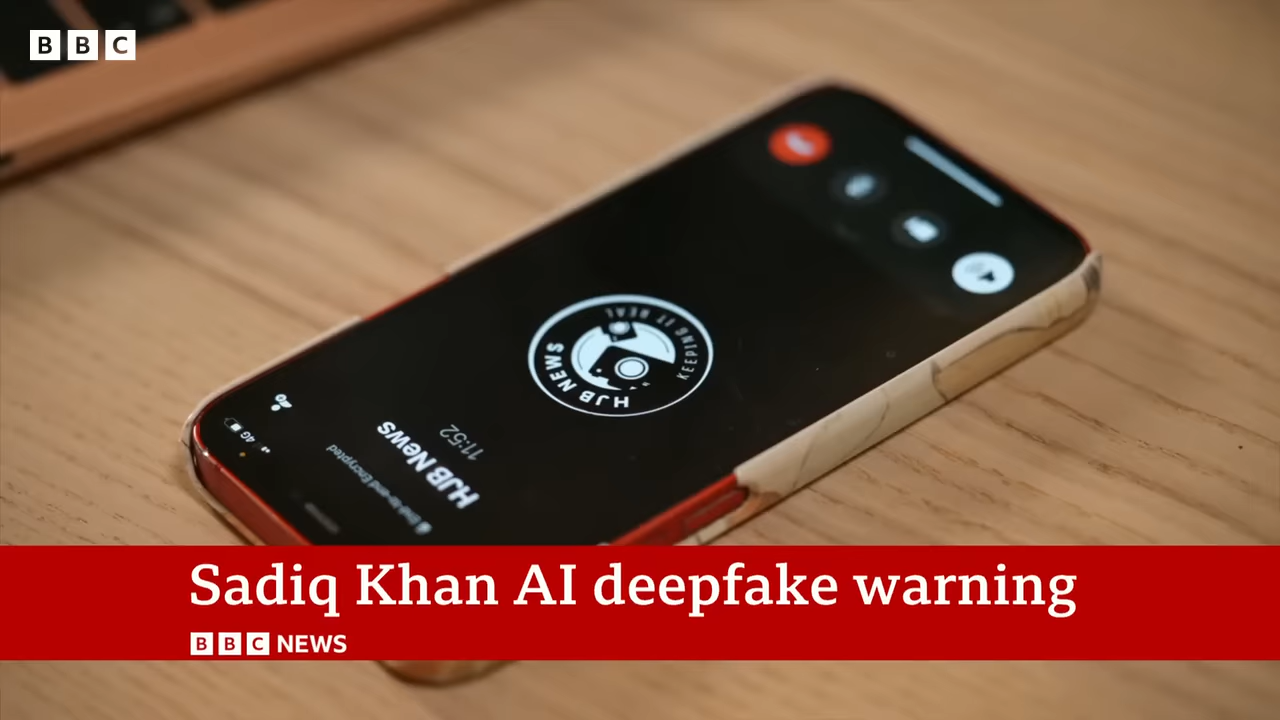 BBC
HJB NEWS
KEEPING IT REAL
4G
End-to-end Encrypted
HJB News
11:52
Sadiq Khan AI deepfake warning
BBC NEWS